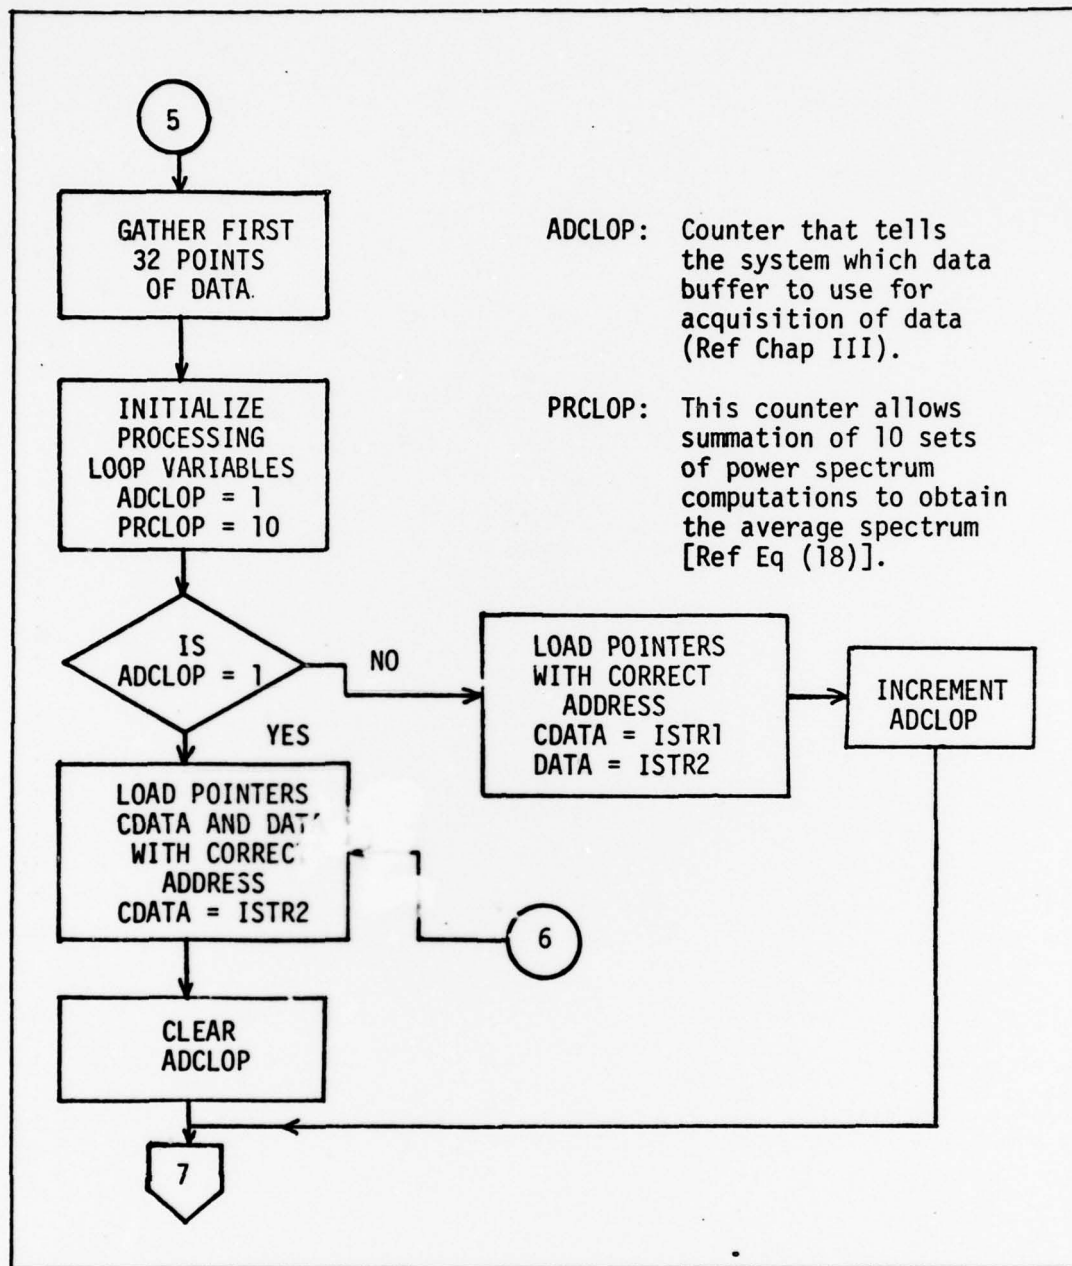 5
GATHER FIRST
32 POINTS
OF DATA.
INITIALIZE
PROCESSING
LOOP VARIABLES
ADCLOP = 1
PRCLOP = 10
ADCLOP: Counter that tells
the system which data
buffer to use for
acquisition of data
(Ref Chap III).
PRCLOP: This counter allows
summation of 10 sets
of power spectrum
computations to obtain
the average spectrum
[Ref Eq (18)].
IS
ADCLOP = 1
NO
YES
LOAD POINTERS
WITH CORRECT
ADDRESS
CDATA = ISTR1
DATA = ISTR2
INCREMENT
ADCLOP
LOAD POINTERS
CDATA AND DAT
WITH CORREC
ADDRESS
CDATA = ISTR2
6
CLEAR
ADCLOP
7